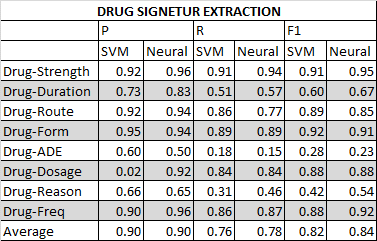 DRUG SIGNETUR EXTRACTION
P R F1
SVM Neural SVM Neural SVM Neural
Drug-Strength 0.92 0.96 0.91 0.94 0.91 0.95
Drug-Duration 0.73 0.83 0.51 0.57 0.60 0.67
Drug-Route 0.92 0.94 0.86 0.77 0.89 0.85
Drug-Form 0.95 0.94 0.89 0.89 0.92 0.91
Drug-ADE 0.60 0.50 0.18 0.15 0.28 0.23
Drug-Dosage 0.02 0.92 0.84 0.84 0.88 0.88
Drug-Reason 0.66 0.65 0.31 0.46 0.42 0.54
Drug-Freq 0.90 0.96 0.86 0.87 0.88 0.92
Average 0.90 0.90 0.76 0.78 0.82 0.84